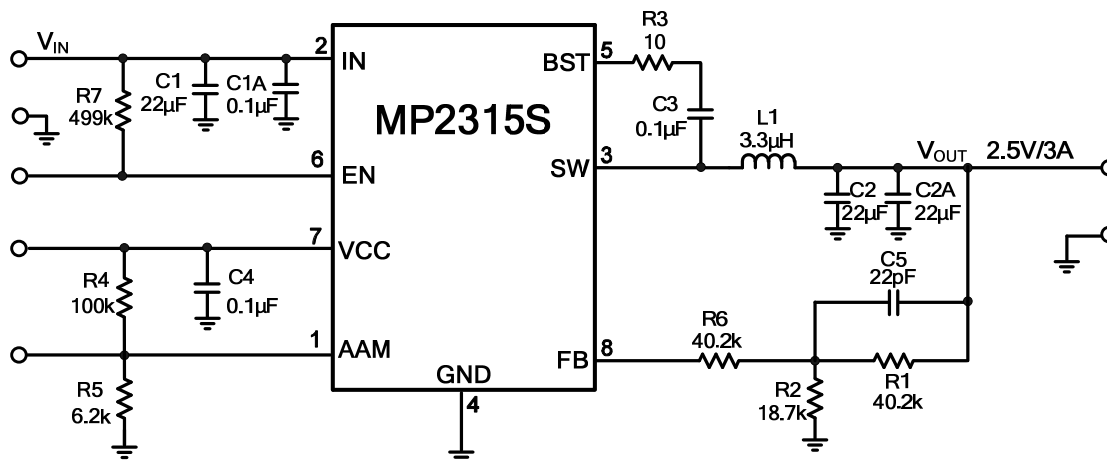 V_IN
R7
499k
C1
22µF
C1A
0.1µF
2
IN
6
EN
7
VCC
R4
100k
C4
0.1µF
1
AAM
R5
6.2k
MP2315S
GND
4
BST
5
R3
10
C3
0.1µF
SW
3
L1
3.3µH
V_OUT
2.5V/3A
C2
22µF
C2A
22µF
C5
22pF
FB
8
R6
40.2k
R2
18.7k
R1
40.2k